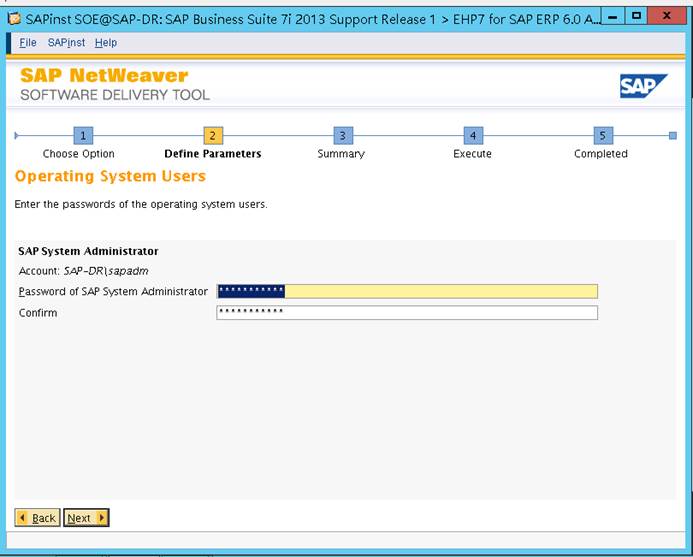 SAPinst SOE@SAP-DR: SAP Business Suite 7i 2013 Support Release 1 > EHP7 for SAP ERP 6.0 A...
File SAPinst Help
SAP NetWeaver
SOFTWARE DELIVERY TOOL
SAP
1 2 3 4 5
Choose Option Define Parameters Summary Execute Completed
Operating System Users
Enter the passwords of the operating system users.
SAP System Administrator
Account: SAP-DR\sapadm
Password of SAP System Administrator ***********
Confirm ***********
Back Next